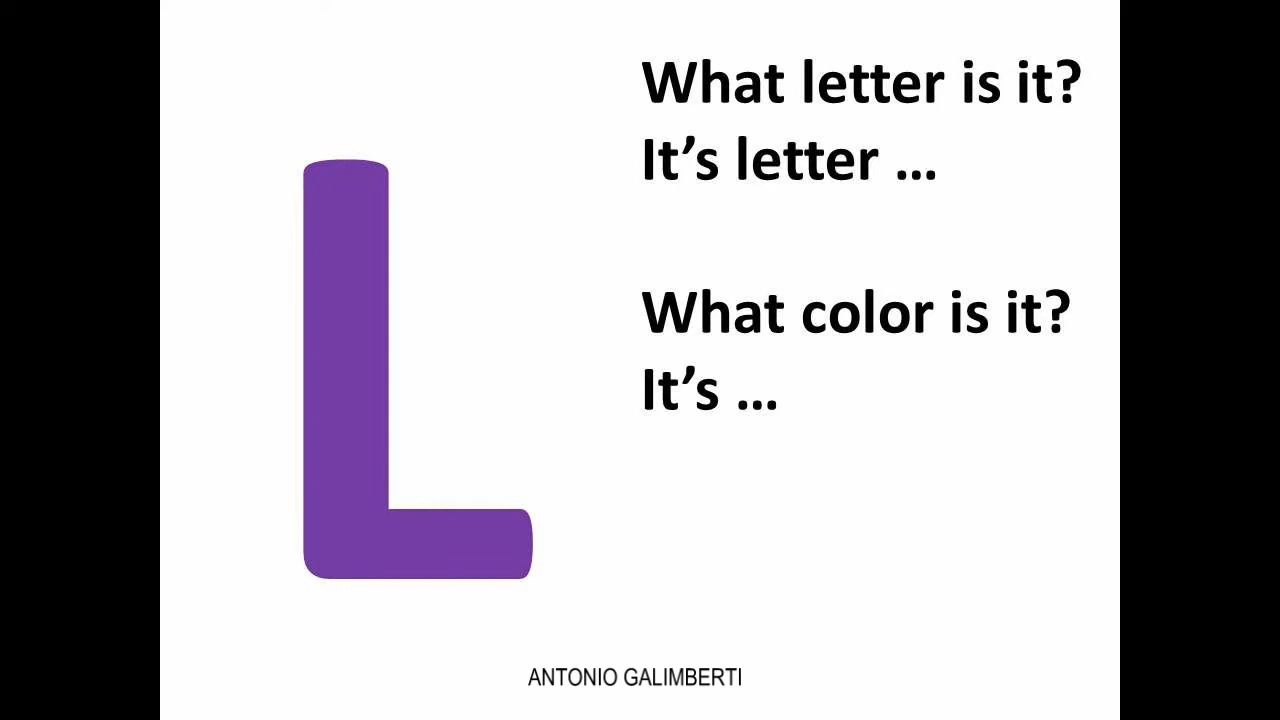 L
What letter is it?
It’s letter ...
What color is it?
It’s ...
ANTONIO GALIMBERTI